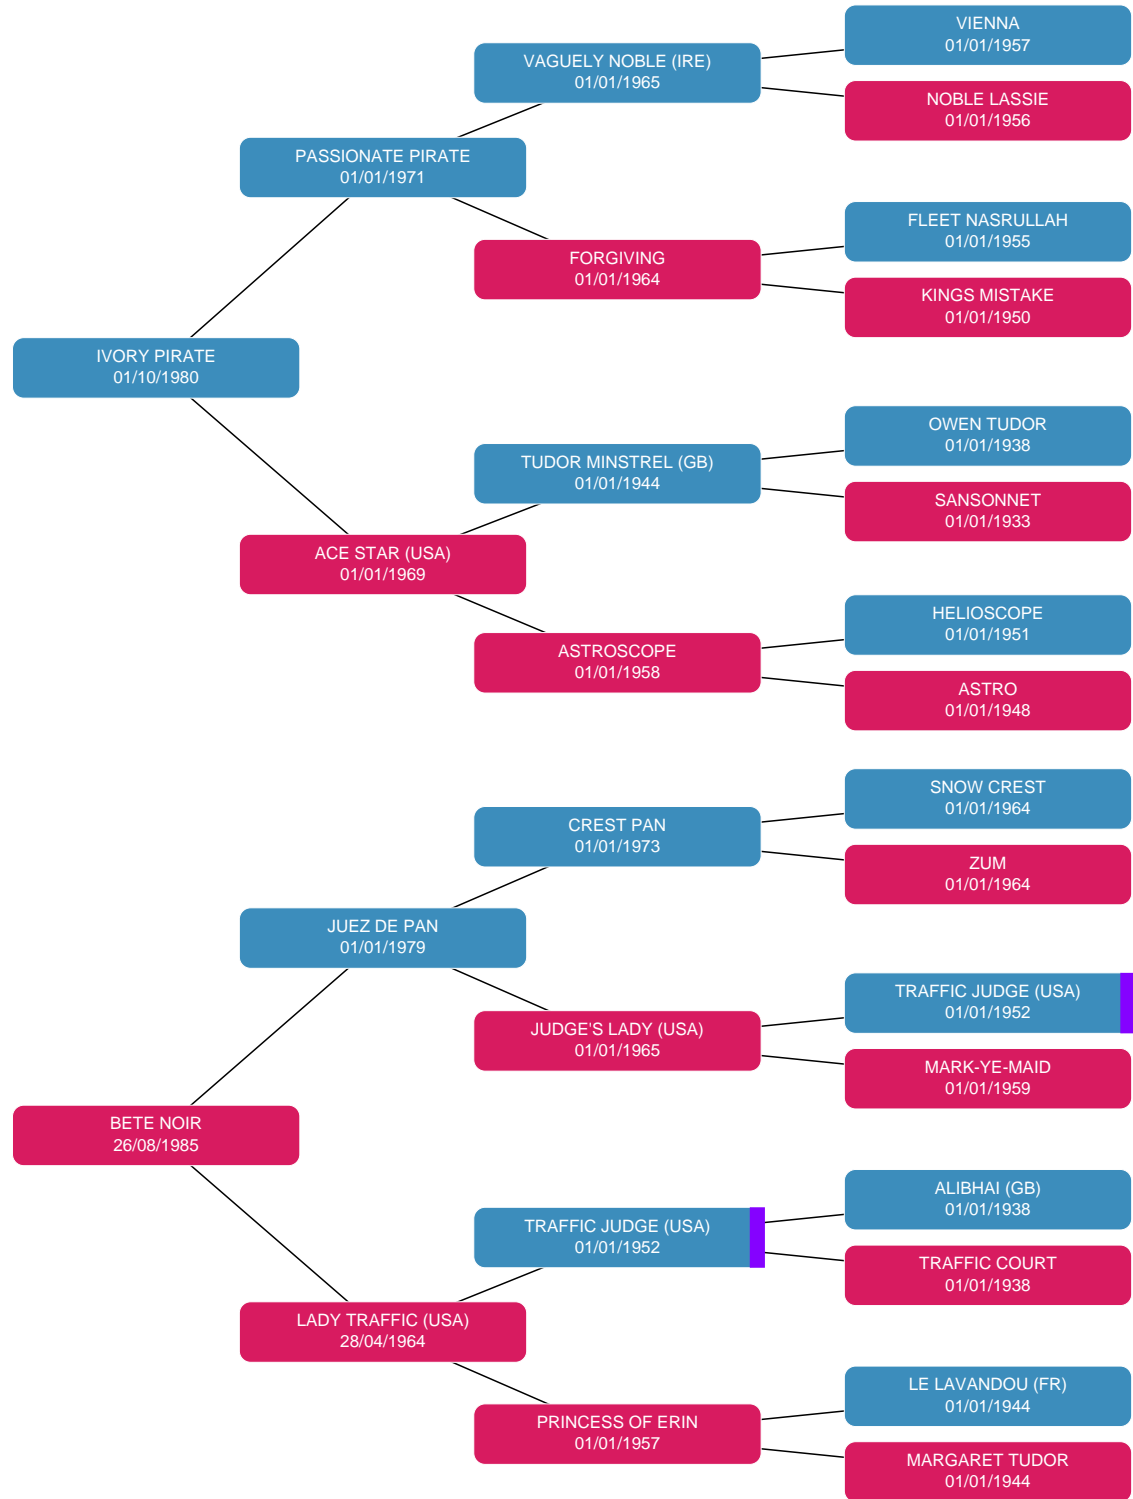 VIENNA
01/01/1957
VAGUELY NOBLE (IRE)
01/01/1965
NOBLE LASSIE
01/01/1956
PASSIONATE PIRATE
01/01/1971
FLEET NASRULLAH
01/01/1955
FORGIVING
01/01/1964
KINGS MISTAKE
01/01/1950
IVORY PIRATE
01/10/1980
OWEN TUDOR
01/01/1938
TUDOR MINSTREL (GB)
01/01/1944
SANSONNET
01/01/1933
ACE STAR (USA)
01/01/1969
HELIOSCOPE
01/01/1951
ASTROSCOPE
01/01/1958
ASTRO
01/01/1948
SNOW CREST
01/01/1964
CREST PAN
01/01/1973
ZUM
01/01/1964
JUEZ DE PAN
01/01/1979
TRAFFIC JUDGE (USA)
01/01/1952
JUDGE'S LADY (USA)
01/01/1965
MARK-YE-MAID
01/01/1959
BETE NOIR
26/08/1985
ALIBHAI (GB)
01/01/1938
TRAFFIC JUDGE (USA)
01/01/1952
TRAFFIC COURT
01/01/1938
LADY TRAFFIC (USA)
28/04/1964
LE LAVANDOU (FR)
01/01/1944
PRINCESS OF ERIN
01/01/1957
MARGARET TUDOR
01/01/1944